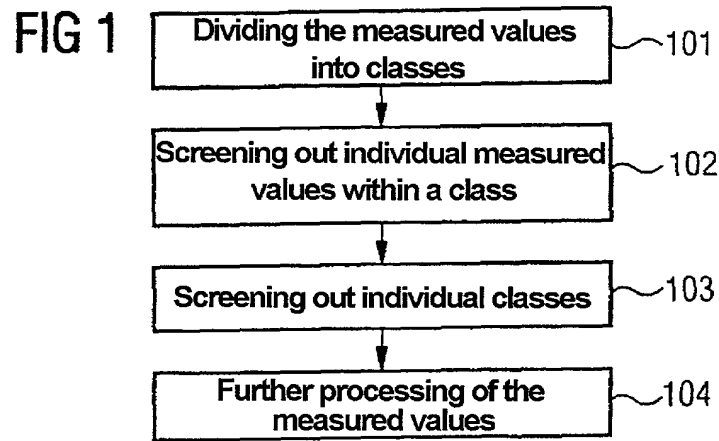 FIG 1
Dividing the measured values
into classes
101
Screening out individual measured
values within a class
102
Screening out individual classes
103
Further processing of the
measured values
104